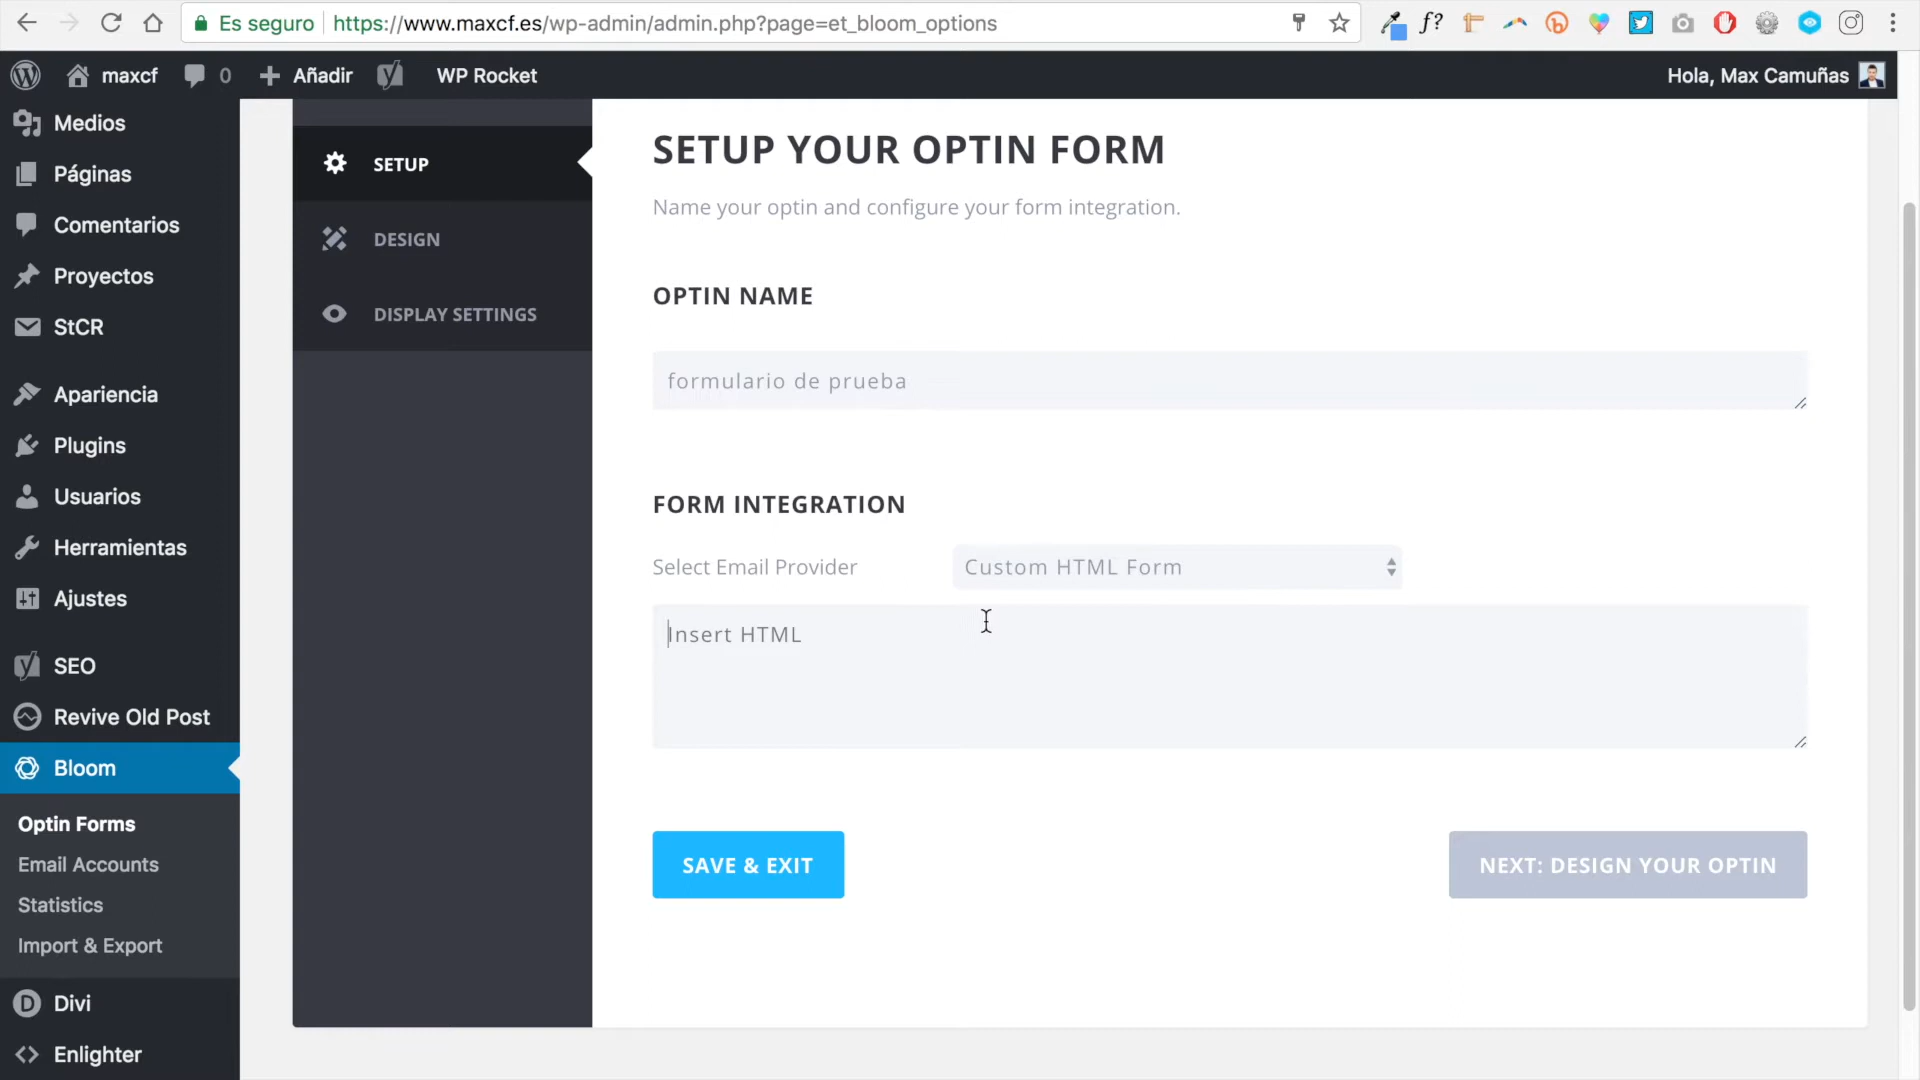 Es seguro
https://www.maxcf.es/wp-admin/admin.php?page=et_bloom_options
f?
maxcf
0
Añadir
WP Rocket
Hola, Max Camuñas
Medios
Páginas
Comentarios
Proyectos
StCR
Apariencia
Plugins
Usuarios
Herramientas
Ajustes
SEO
Revive Old Post
Bloom
Optin Forms
Email Accounts
Statistics
Import & Export
D
Divi
Enlighter
SETUP
DESIGN
DISPLAY SETTINGS
SETUP YOUR OPTIN FORM
Name your optin and configure your form integration.
OPTIN NAME
formulario de prueba
FORM INTEGRATION
Select Email Provider
Custom HTML Form
Insert HTML
SAVE & EXIT
NEXT: DESIGN YOUR OPTIN